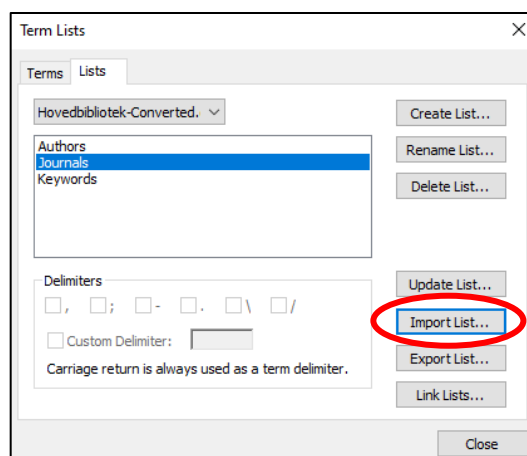 Term Lists
Terms
Lists
Hovedbibliotek-Converted.
Create List...
Authors
Journals
Keywords
Rename List...
Delete List...
Delimiters
, ; - . \ /
Custom Delimiter:
Carriage return is always used as a term delimiter.
Update List...
Import List...
Export List...
Link Lists...
Close